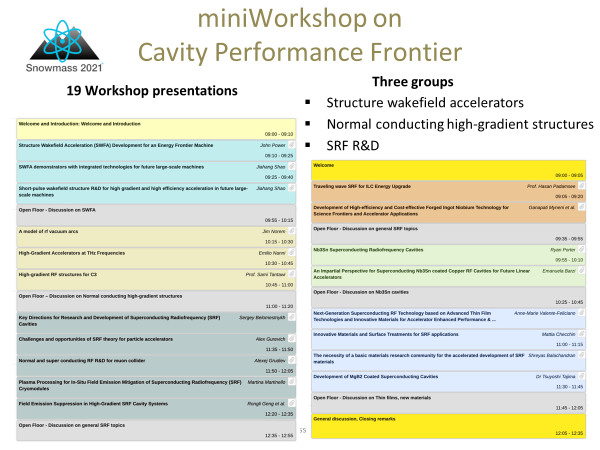 miniWorkshop on
Cavity Performance Frontier
Snowmass 2021
19 Workshop presentations
Three groups
▪ Structure wakefield accelerators
▪ Normal conducting high-gradient structures
▪ SRF R&D
Welcome and Introduction: Welcome and Introduction
09:00 - 09:10
Structure Wakefield Acceleration (SWFA) Development for an Energy Frontier Machine John Power
09:10 - 09:25
SWFA demonstrators with integrated technologies for future large-scale accelerators Jiahang Shao
09:25 - 09:40
Short-pulse wakefield structure R&D for high gradient and high efficiency acceleration in future large- Jiahang Shao
scale machines
Open Floor - Discussion on SWFA
09:55 - 10:15
A model of rf vacuum arcs Jim Norem
10:15 - 10:30
High-Gradient Accelerators at THz Frequencies Emilio Nanni
10:30 - 10:45
High-gradient RF structures for C3 Prof. Sami Tantawi
10:45 - 11:00
Open Floor – Discussion on Normal conducting high-gradient structures
11:00 - 11:20
Key Directions for Research and Development of Superconducting Radiofrequency (SRF) Sergey Belomestnykh
Cavities
Challenges and opportunities of SRF theory for particle accelerators Alex Gurevich
11:35 - 11:50
Normal and super conducting RF R&D for muon collider Alexej Grudiev
11:50 - 12:05
Plasma Processing for In-Situ Field Emission Mitigation of Superconducting Radiofrequency (SRF) Martina Martinello
Cryomodules
Field Emission Suppression in High-Gradient SRF Cavity Systems Rongli Geng et al.
12:20 - 12:35
Open Floor - Discussion on general SRF topics
12:35 - 12:55
Welcome
09:05 - 09:05
Traveling wave SRF for ILC Energy Upgrade Prof. Hasan Padamsee
09:05 - 09:20
Development of High-efficiency and Cost-effective Forged Ingot Niobium Technology for Ganapati Myneni et al.
Science Frontiers and Accelerator Applications
Open Floor - Discussion on general SRF topics
09:35 - 09:55
Nb3Sn Superconducting Radiofrequency Cavities Ryan Porter
09:55 - 10:10
An Impartial Perspective for Superconducting Nb3Sn coated Copper RF Cavities for Future Linear Emanuela Barzi
Accelerators
Open Floor - Discussion on Nb3Sn cavities
10:25 - 10:45
Next-Generation Superconducting RF Technology based on Advanced Thin Film Anne-Marie Valente-Feliciano
Technologies and Innovative Materials for Accelerator Enhanced Performance & ...
Innovative Materials and Surface Treatments for SRF applications Mattia Checchin
11:00 - 11:15
The necessity of a basic materials research community for the accelerated development of SRF Shreyas Balachandran
materials
Development of MgB2 Coated Superconducting Cavities Dr Tsuyoshi Tajima
11:30 - 11:45
Open Floor - Discussion on Thin films, new materials
11:45 - 12:05
General discussion, Closing remarks
12:05 - 12:35